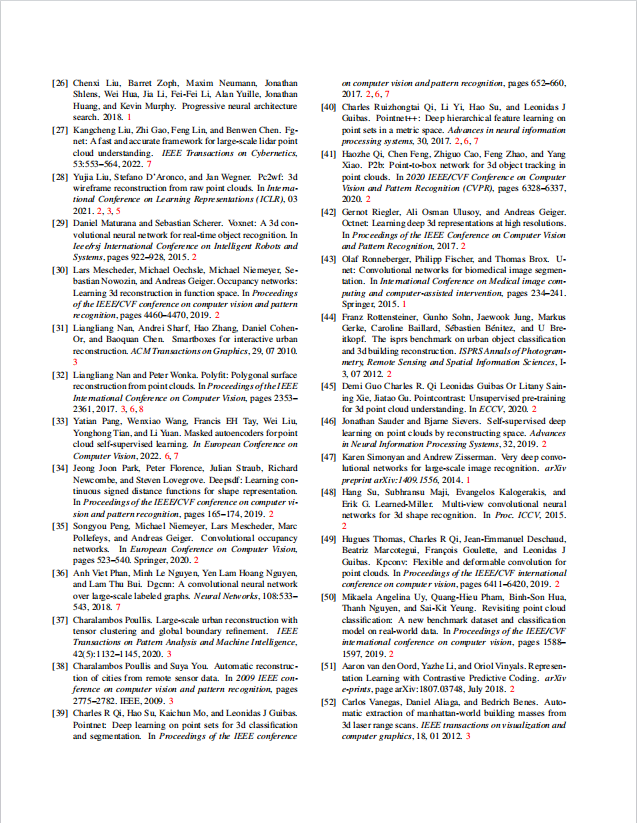 [26] Chenxi Liu, Barret Zoph, Maxim Neumann, Jonathan
Shlens, Wei Hua, Jia Li, Fei-Fei Li, Alan Yuille, Jonathan
Huang, and Kevin Murphy. Progressive neural architecture
search. 2018. 1
[27] Kangcheng Liu, Zhi Gao, Feng Lin, and Benwen Chen. Fg-
net: A fast and accurate framework for large-scale lidar point
cloud understanding. IEEE Transactions on Cybernetics,
53:553–564, 2022. 7
[28] Yujia Liu, Stefano D'Aronco, and Jan Wegner. Pc2wf: 3d
wireframe reconstruction from raw point clouds. In Interna-
tional Conference on Learning Representations (ICLR), 03
2021. 2, 3, 5
[29] Daniel Maturana and Sebastian Scherer. Voxnet: A 3d con-
volutional neural network for real-time object recognition. In
Ieee/rsj International Conference on Intelligent Robots and
Systems, pages 922–928, 2015. 2
[30] Lars Mescheder, Michael Oechsle, Michael Niemeyer, Se-
bastian Nowozin, and Andreas Geiger. Occupancy networks:
Learning 3d reconstruction in function space. In Proceedings
of the IEEE/CVF conference on computer vision and pattern
recognition, pages 4460–4470, 2019. 2
[31] Liangliang Nan, Andrei Sharf, Hao Zhang, Daniel Cohen-
Or, and Baoquan Chen. Smartboxes for interactive urban
reconstruction. ACM Transactions on Graphics, 29, 07 2010.
3
[32] Liangliang Nan and Peter Wonka. Polyfit: Polygonal surface
reconstruction from point clouds. In Proceedings of the IEEE
International Conference on Computer Vision, pages 2353–
2361, 2017. 3, 6, 8
[33] Yatian Pang, Wenxiao Wang, Francis EH Tay, Wei Liu,
Yonghong Tian, and Li Yuan. Masked autoencoders for point
cloud self-supervised learning. In European Conference on
Computer Vision, 2022. 6, 7
[34] Jeong Joon Park, Peter Florence, Julian Straub, Richard
Newcombe, and Steven Lovegrove. Deepsdf: Learning con-
tinuous signed distance functions for shape representation.
In Proceedings of the IEEE/CVF conference on computer vi-
sion and pattern recognition, pages 165–174, 2019. 2
[35] Songyou Peng, Michael Niemeyer, Lars Mescheder, Marc
Pollefeys, and Andreas Geiger. Convolutional occupancy
networks. In European Conference on Computer Vision,
pages 523–540. Springer, 2020. 2
[36] Anh Viet Phan, Minh Le Nguyen, Yen Lam Hoang Nguyen,
and Lam Thu Bui. Dgcnn: A convolutional neural network
over large-scale labeled graphs. Neural Networks, 108:533–
543, 2018. 7
[37] Charalambos Poullis. Large-scale urban reconstruction with
tensor clustering and global boundary refinement. IEEE
Transactions on Pattern Analysis and Machine Intelligence,
42(5):1132–1145, 2020. 3
[38] Charalambos Poullis and Suya You. Automatic reconstruc-
tion of cities from remote sensor data. In 2009 IEEE con-
ference on computer vision and pattern recognition, pages
2775–2782. IEEE, 2009. 3
[39] Charles R Qi, Hao Su, Kaichun Mo, and Leonidas J Guibas.
Pointnet: Deep learning on point sets for 3d classification
and segmentation. In Proceedings of the IEEE conference
on computer vision and pattern recognition, pages 652–660,
2017. 2, 6, 7
[40] Charles Ruizhongtai Qi, Li Yi, Hao Su, and Leonidas J
Guibas. Pointnet++: Deep hierarchical feature learning on
point sets in a metric space. Advances in neural information
processing systems, 30, 2017. 2, 6, 7
[41] Haozhe Qi, Chen Feng, Zhiguo Cao, Feng Zhao, and Yang
Xiao. P2b: Point-to-box network for 3d object tracking in
point clouds. In 2020 IEEE/CVF Conference on Computer
Vision and Pattern Recognition (CVPR), pages 6328–6337,
2020. 2
[42] Gernot Riegler, Ali Osman Ulusoy, and Andreas Geiger.
Octnet: Learning deep 3d representations at high resolutions.
In Proceedings of the IEEE Conference on Computer Vision
and Pattern Recognition, 2017. 2
[43] Olaf Ronneberger, Philipp Fischer, and Thomas Brox. U-
net: Convolutional networks for biomedical image segmen-
tation. In International Conference on Medical image com-
puting and computer-assisted intervention, pages 234–241.
Springer, 2015. 1
[44] Franz Rottensteiner, Gunho Sohn, Jaewook Jung, Markus
Gerke, Caroline Baillard, Sébastien Bénitez, and U Bre-
itkopf. The isprs benchmark on urban object classification
and 3d building reconstruction. ISPRS Annals of Photogram-
metry, Remote Sensing and Spatial Information Sciences, I-
3, 07 2012. 2
[45] Demi Guo Charles R. Qi Leonidas Guibas Or Litany Sain-
ing Xie, Jiatao Gu. Pointcontrast: Unsupervised pre-training
for 3d point cloud understanding. In ECCV, 2020. 2
[46] Jonathan Sauder and Bjarne Sievers. Self-supervised deep
learning on point clouds by reconstructing space. Advances
in Neural Information Processing Systems, 32, 2019. 2
[47] Karen Simonyan and Andrew Zisserman. Very deep convo-
lutional networks for large-scale image recognition. arXiv
preprint arXiv:1409.1556, 2014. 1
[48] Hang Su, Subhransu Maji, Evangelos Kalogerakis, and
Erik G. Learned-Miller. Multi-view convolutional neural
networks for 3d shape recognition. In Proc. ICCV, 2015.
2
[49] Hugues Thomas, Charles R Qi, Jean-Emmanuel Deschaud,
Beatriz Marcotegui, François Goulette, and Leonidas J
Guibas. Kpconv: Flexible and deformable convolution for
point clouds. In Proceedings of the IEEE/CVF international
conference on computer vision, pages 6411–6420, 2019. 2
[50] Mikaela Angelina Uy, Quang-Hieu Pham, Binh-Son Hua,
Thanh Nguyen, and Sai-Kit Yeung. Revisiting point cloud
classification: A new benchmark dataset and classification
model on real-world data. In Proceedings of the IEEE/CVF
international conference on computer vision, pages 1588–
1597, 2019. 2
[51] Aaron van den Oord, Yazhe Li, and Oriol Vinyals. Represen-
tation Learning with Contrastive Predictive Coding. arXiv
e-prints, page arXiv:1807.03748, July 2018. 2
[52] Carlos Vanegas, Daniel Aliaga, and Bedrich Benes. Auto-
matic extraction of manhattan-world building masses from
3d laser range scans. IEEE transactions on visualization and
computer graphics, 18, 01 2012. 3